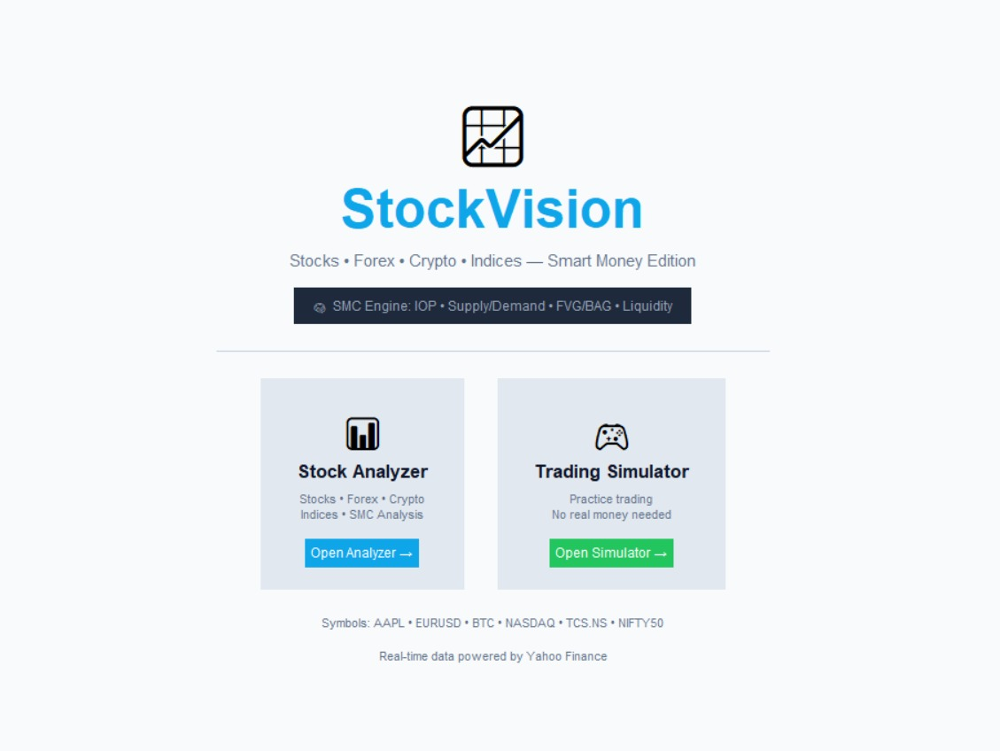 StockVision
Stocks • Forex • Crypto • Indices — Smart Money Edition
SMC Engine: IOP • Supply/Demand • FVG/BAG • Liquidity
Stock Analyzer
Stocks • Forex • Crypto
Indices • SMC Analysis
Open Analyzer →
Trading Simulator
Practice trading
No real money needed
Open Simulator →
Symbols: AAPL • EURUSD • BTC • NASDAQ • TCS.NS • NIFTY50
Real-time data powered by Yahoo Finance